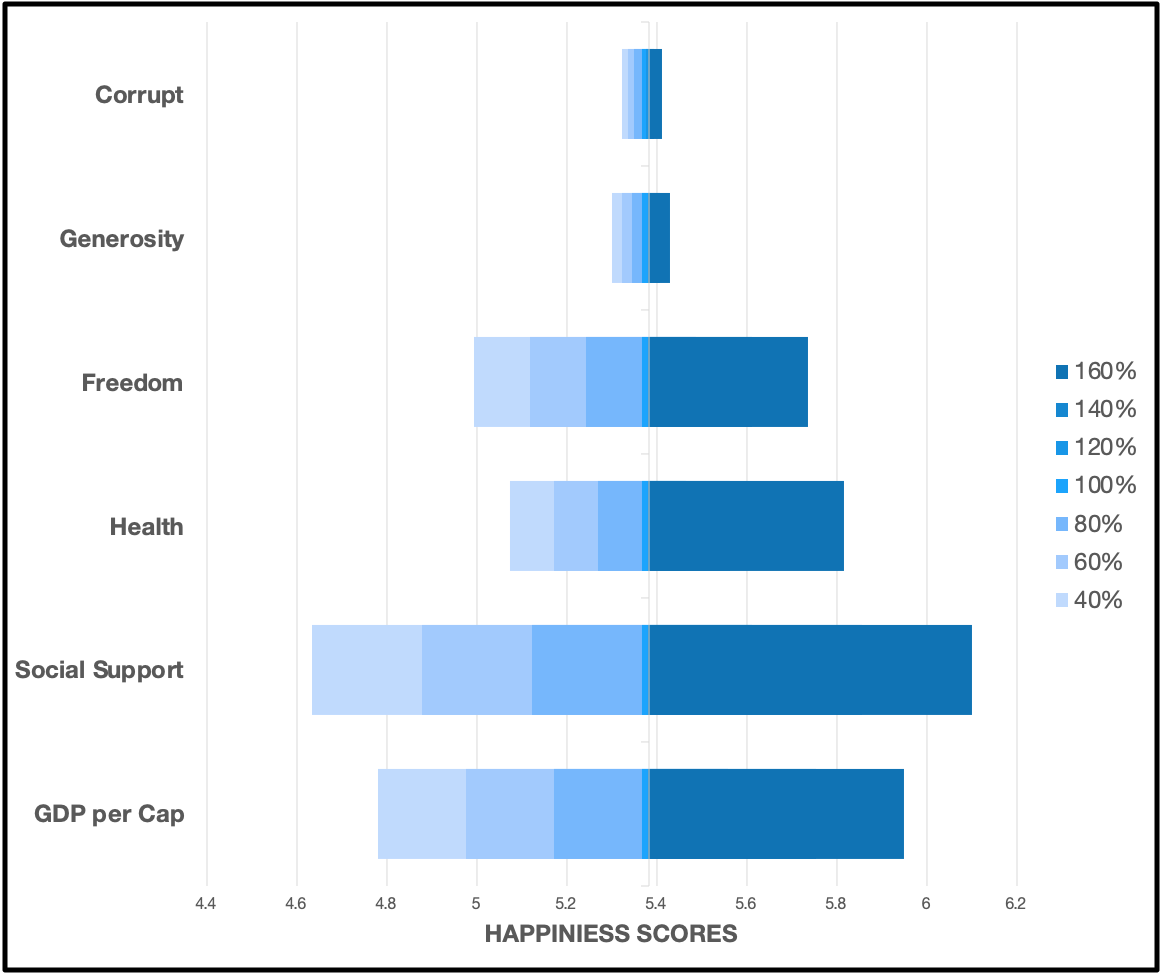 Corrupt
Generosity
Freedom
Health
Social Support
GDP per Cap
160%
140%
120%
100%
80%
60%
40%
4.4 4.6 4.8 5 5.2 5.4 5.6 5.8 6 6.2
HAPPINIESS SCORES